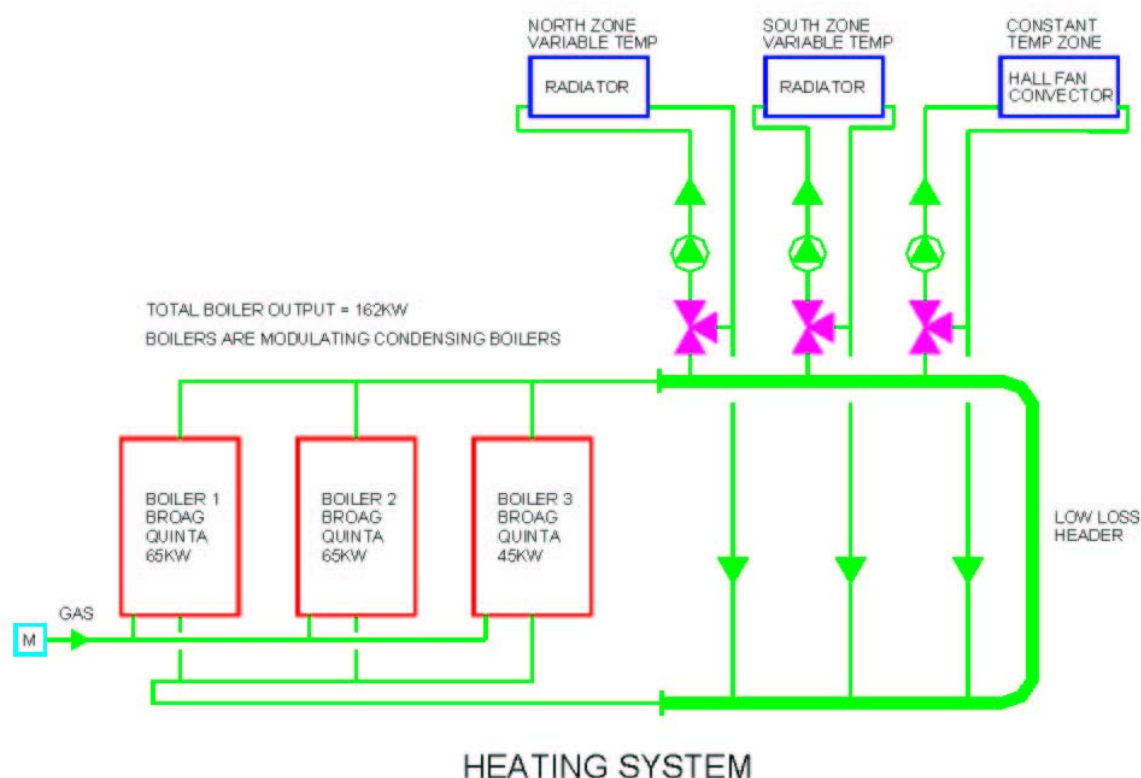 NORTH ZONE
VARIABLE TEMP
SOUTH ZONE
VARIABLE TEMP
CONSTANT
TEMP ZONE
RADIATOR
RADIATOR
HALL FAN
CONVECTOR
TOTAL BOILER OUTPUT = 162KW
BOILERS ARE MODULATING CONDENSING BOILERS
BOILER 1
BROAG
QUINTA
65KW
BOILER 2
BROAG
QUINTA
65KW
BOILER 3
BROAG
QUINTA
45KW
LOW LOSS
HEADER
GAS
M
HEATING SYSTEM